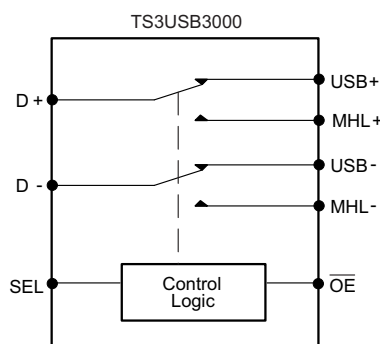 TS3USB3000
D +
USB+
MHL+
D -
USB-
MHL-
SEL
Control
Logic
OE